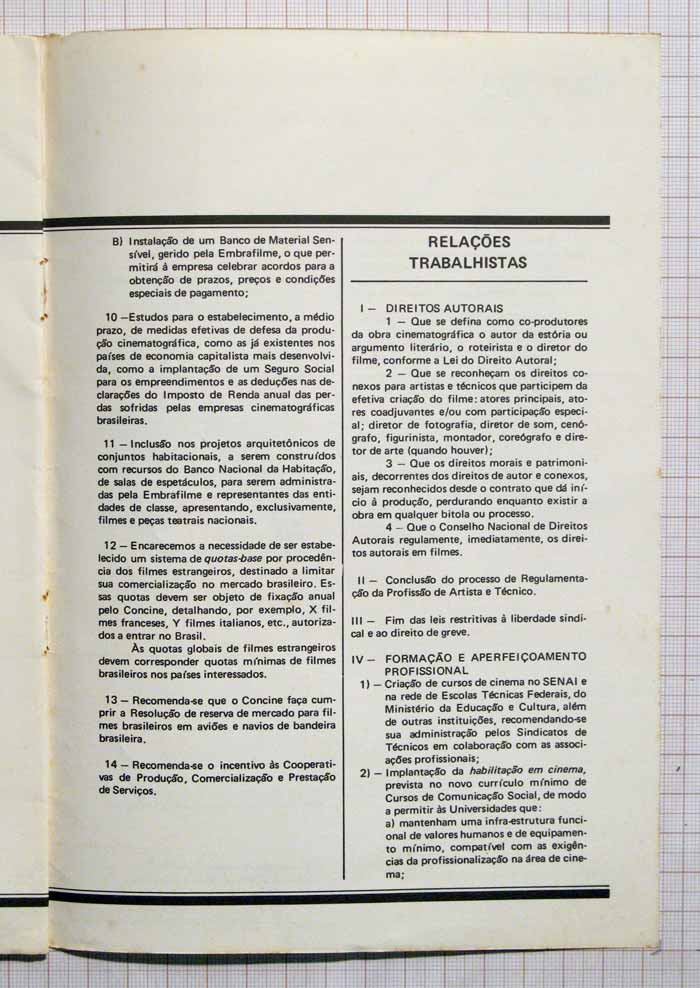 B) Instalação de um Banco de Material Sen-
sível, gerido pela Embrafilme, o que per-
mitirá à empresa celebrar acordos para a
obtenção de prazos, preços e condições
especiais de pagamento;
10 —Estudos para o estabelecimento, a médio
prazo, de medidas efetivas de defesa da produ-
ção cinematográfica, como as já existentes nos
países de economia capitalista mais desenvolvi-
da, como a implantação de um Seguro Social
para os empreendimentos e as deduções nas de-
clarações do Imposto de Renda anual das per-
das sofridas pelas empresas cinematográficas
brasileiras.
11 — Inclusão nos projetos arquitetônicos de
conjuntos habitacionais, a serem construídos
com recursos do Banco Nacional da Habitação,
de salas de espetáculos, para serem administra-
das pela Embrafilme e representantes das enti-
dades de classe, apresentando, exclusivamente,
filmes e peças teatrais nacionais.
12 — Encarecemos a necessidade de ser estabe-
lecido um sistema de quotas-base por procedên-
cia dos filmes estrangeiros, destinado a limitar
sua comercialização no mercado brasileiro. Es-
sas quotas devem ser objeto de fixação anual
pelo Concine, detalhando, por exemplo, X fil-
mes franceses, Y filmes italianos, etc., autoriza-
dos a entrar no Brasil.
Às quotas globais de filmes estrangeiros
devem corresponder quotas mínimas de filmes
brasileiros nos países interessados.
13 — Recomenda-se que o Concine faça cum-
prir a Resolução de reserva de mercado para fil-
mes brasileiros em aviões e navios de bandeira
brasileira.
14 — Recomenda-se o incentivo às Cooperati-
vas de Produção, Comercialização e Prestação
de Serviços.
RELAÇÕES
TRABALHISTAS
I — DIREITOS AUTORAIS
1 — Que se defina como co-produtores
da obra cinematográfica o autor da estória ou
argumento literário, o roteirista e o diretor do
filme, conforme a Lei do Direito Autoral;
2 — Que se reconheçam os direitos co-
nexos para artistas e técnicos que participem da
efetiva criação do filme: atores principais, ato-
res coadjuvantes e/ou com participação especi-
al; diretor de fotografia, diretor de som, cenó-
grafo, figurinista, montador, coreógrafo e dire-
tor de arte (quando houver);
3 — Que os direitos morais e patrimoni-
ais, decorrentes dos direitos de autor e conexos,
sejam reconhecidos desde o contrato que dá iní-
cio à produção, perdurando enquanto existir a
obra em qualquer bitola ou processo.
4 — Que o Conselho Nacional de Direitos
Autorais regulamente, imediatamente, os direi-
tos autorais em filmes.
II — Conclusão do processo de Regulamenta-
ção da Profissão de Artista e Técnico.
III — Fim das leis restritivas à liberdade sindi-
cal e ao direito de greve.
IV — FORMAÇÃO E APERFEIÇOAMENTO
PROFISSIONAL
1) — Criação de cursos de cinema no SENAI e
na rede de Escolas Técnicas Federais, do
Ministério da Educação e Cultura, além
de outras instituições, recomendando-se
sua administração pelos Sindicatos de
Técnicos em colaboração com as associ-
ações profissionais;
2) — Implantação da habilitação em cinema,
prevista no novo currículo mínimo de
Cursos de Comunicação Social, de modo
a permitir às Universidades que:
a) mantenham uma infra-estrutura funci-
onal de valores humanos e de equipamen-
to mínimo, compatível com as exigên-
cias da profissionalização na área de cine-
ma;